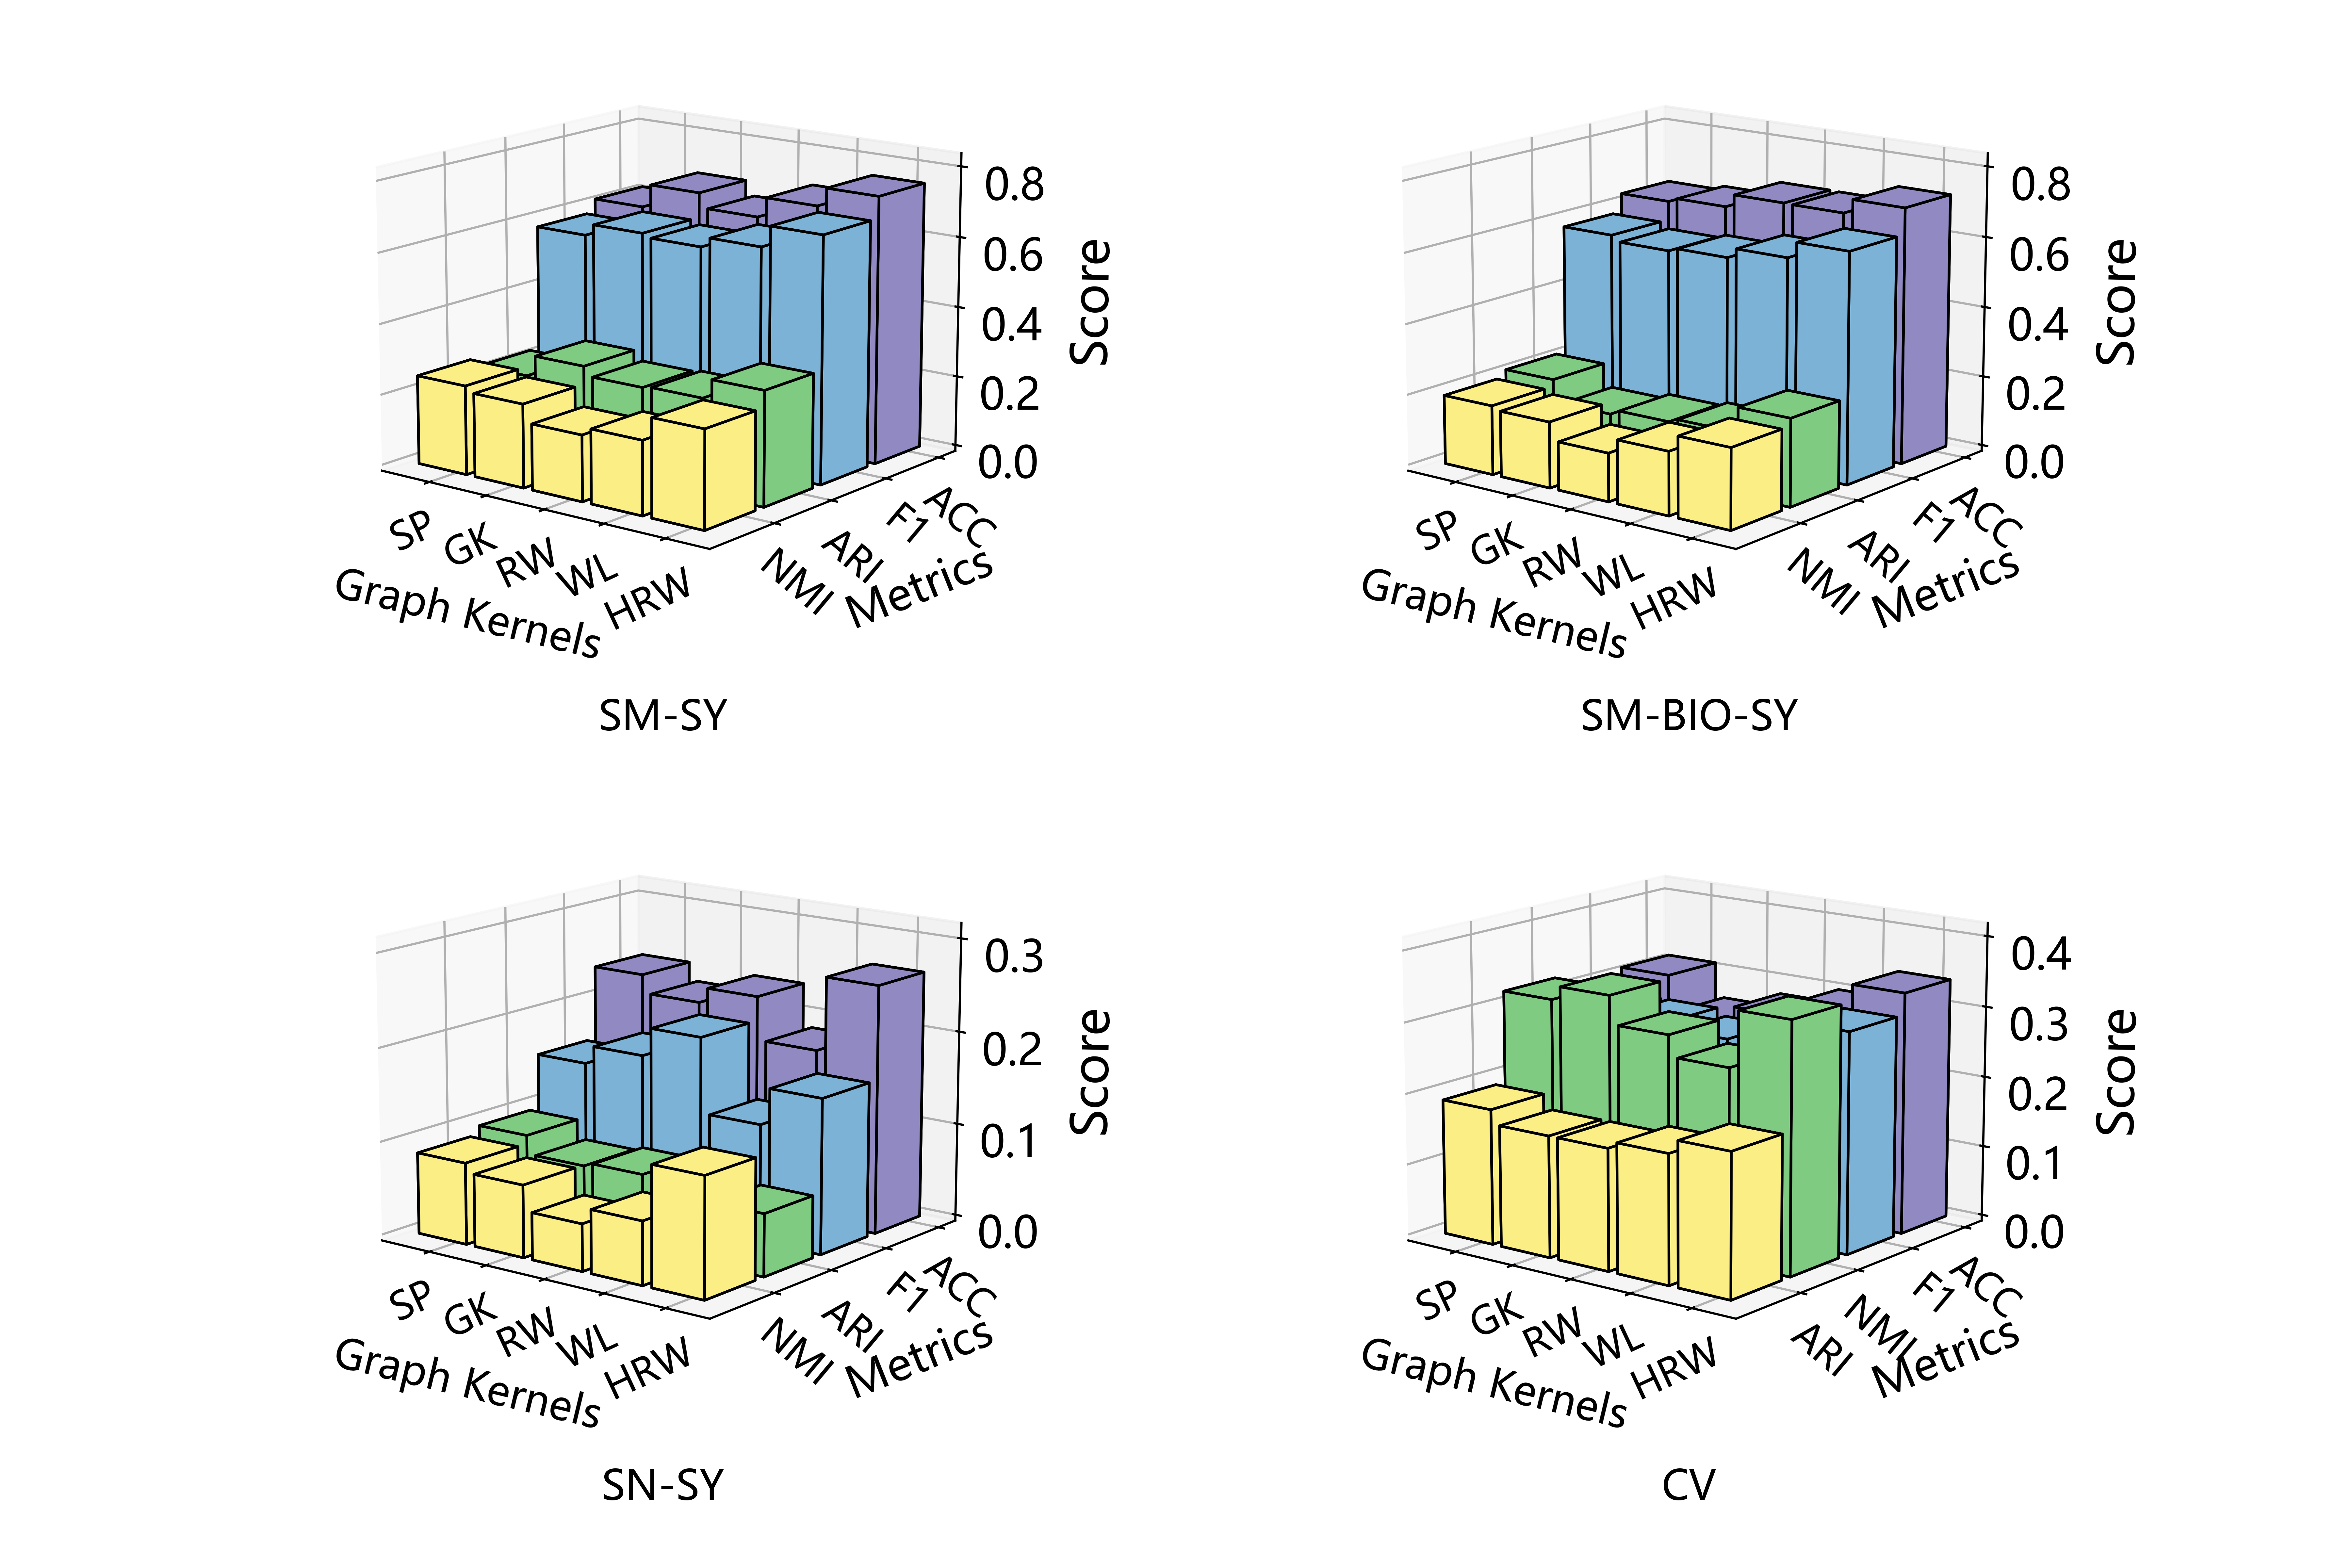 0.8
0.6
0.4
0.2
0.0
Score
SP
GK
RW
WL
HRW
Graph Kernels
NMI
ARI
F1
ACC
Metrics
SM-SY
0.8
0.6
0.4
0.2
0.0
Score
SP
GK
RW
WL
HRW
Graph Kernels
NMI
ARI
F1
ACC
Metrics
SM-BIO-SY
0.3
0.2
0.1
0.0
Score
SP
GK
RW
WL
HRW
Graph Kernels
NMI
ARI
F1
ACC
Metrics
SN-SY
0.4
0.3
0.2
0.1
0.0
Score
SP
GK
RW
WL
HRW
Graph Kernels
ARI
NMI
F1
ACC
Metrics
CV